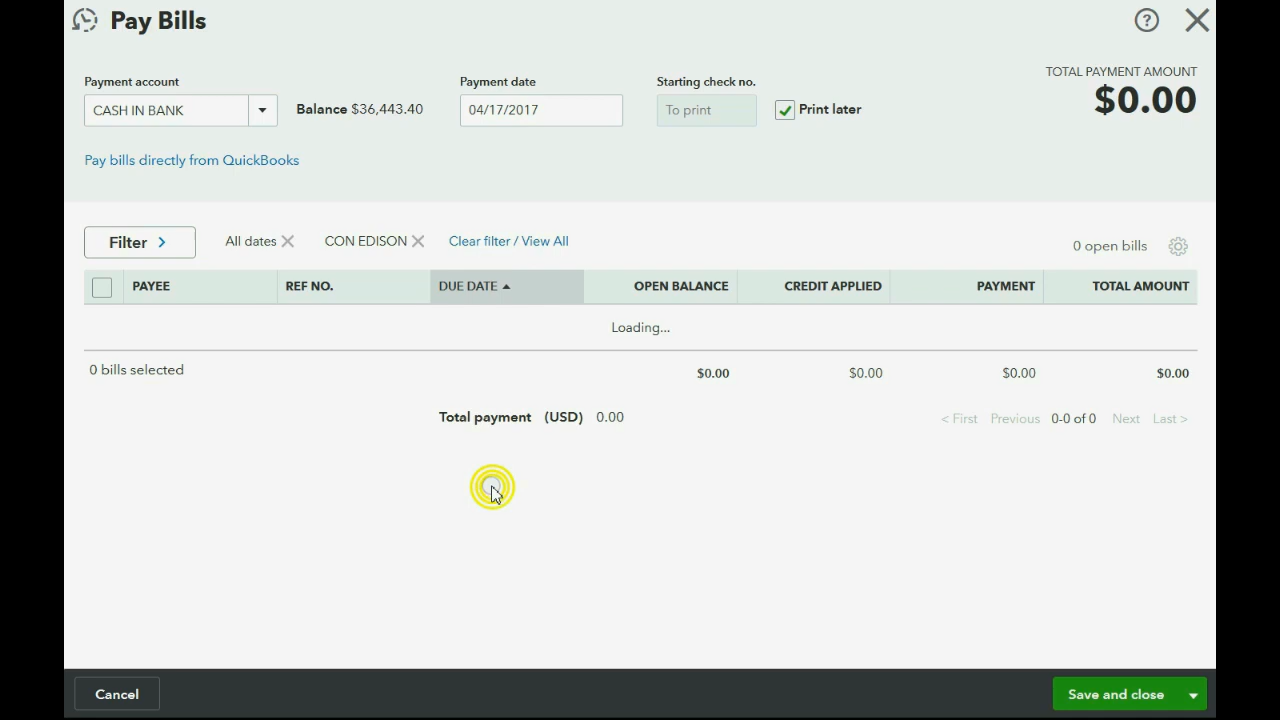 Pay Bills
?
Payment account
Payment date
Starting check no.
TOTAL PAYMENT AMOUNT
CASH IN BANK
Balance $36,443.40
04/17/2017
To print
Print later
$0.00
Pay bills directly from QuickBooks
Filter
All dates
CON EDISON
Clear filter / View All
0 open bills
PAYEE
REF NO.
DUE DATE
OPEN BALANCE
CREDIT APPLIED
PAYMENT
TOTAL AMOUNT
Loading...
0 bills selected
$0.00
$0.00
$0.00
$0.00
Total payment (USD) 0.00
< First Previous 0-0 of 0 Next Last >
Cancel
Save and close